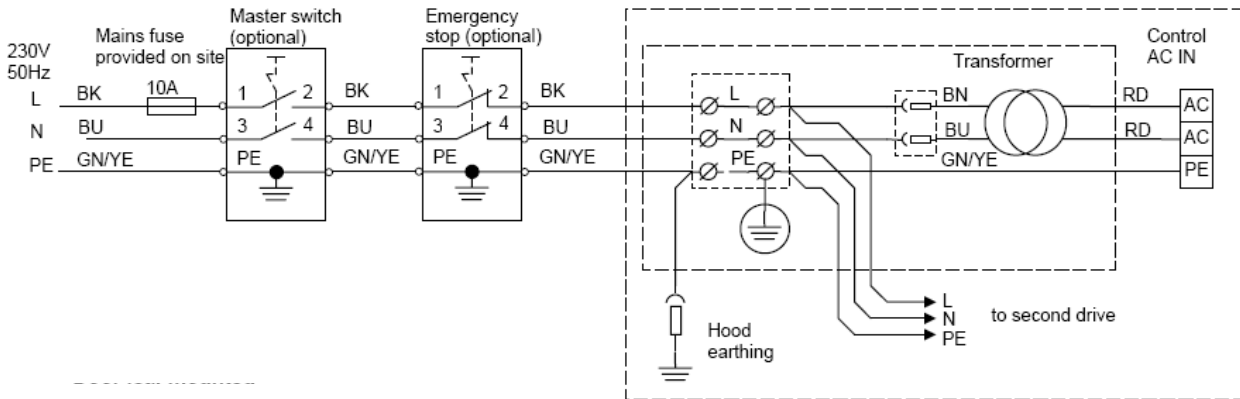 230V
50Hz
Mains fuse
provided on site
Master switch
(optional)
Emergency
stop (optional)
Transformer
Control
AC IN
L BK 10A 1 2 BK 1 2 BK L BN RD AC
N BU 3 4 BU 3 4 BU N BU RD AC
PE GN/YE PE GN/YE PE GN/YE PE GN/YE PE
L
N
PE
to second drive
Hood
earthing